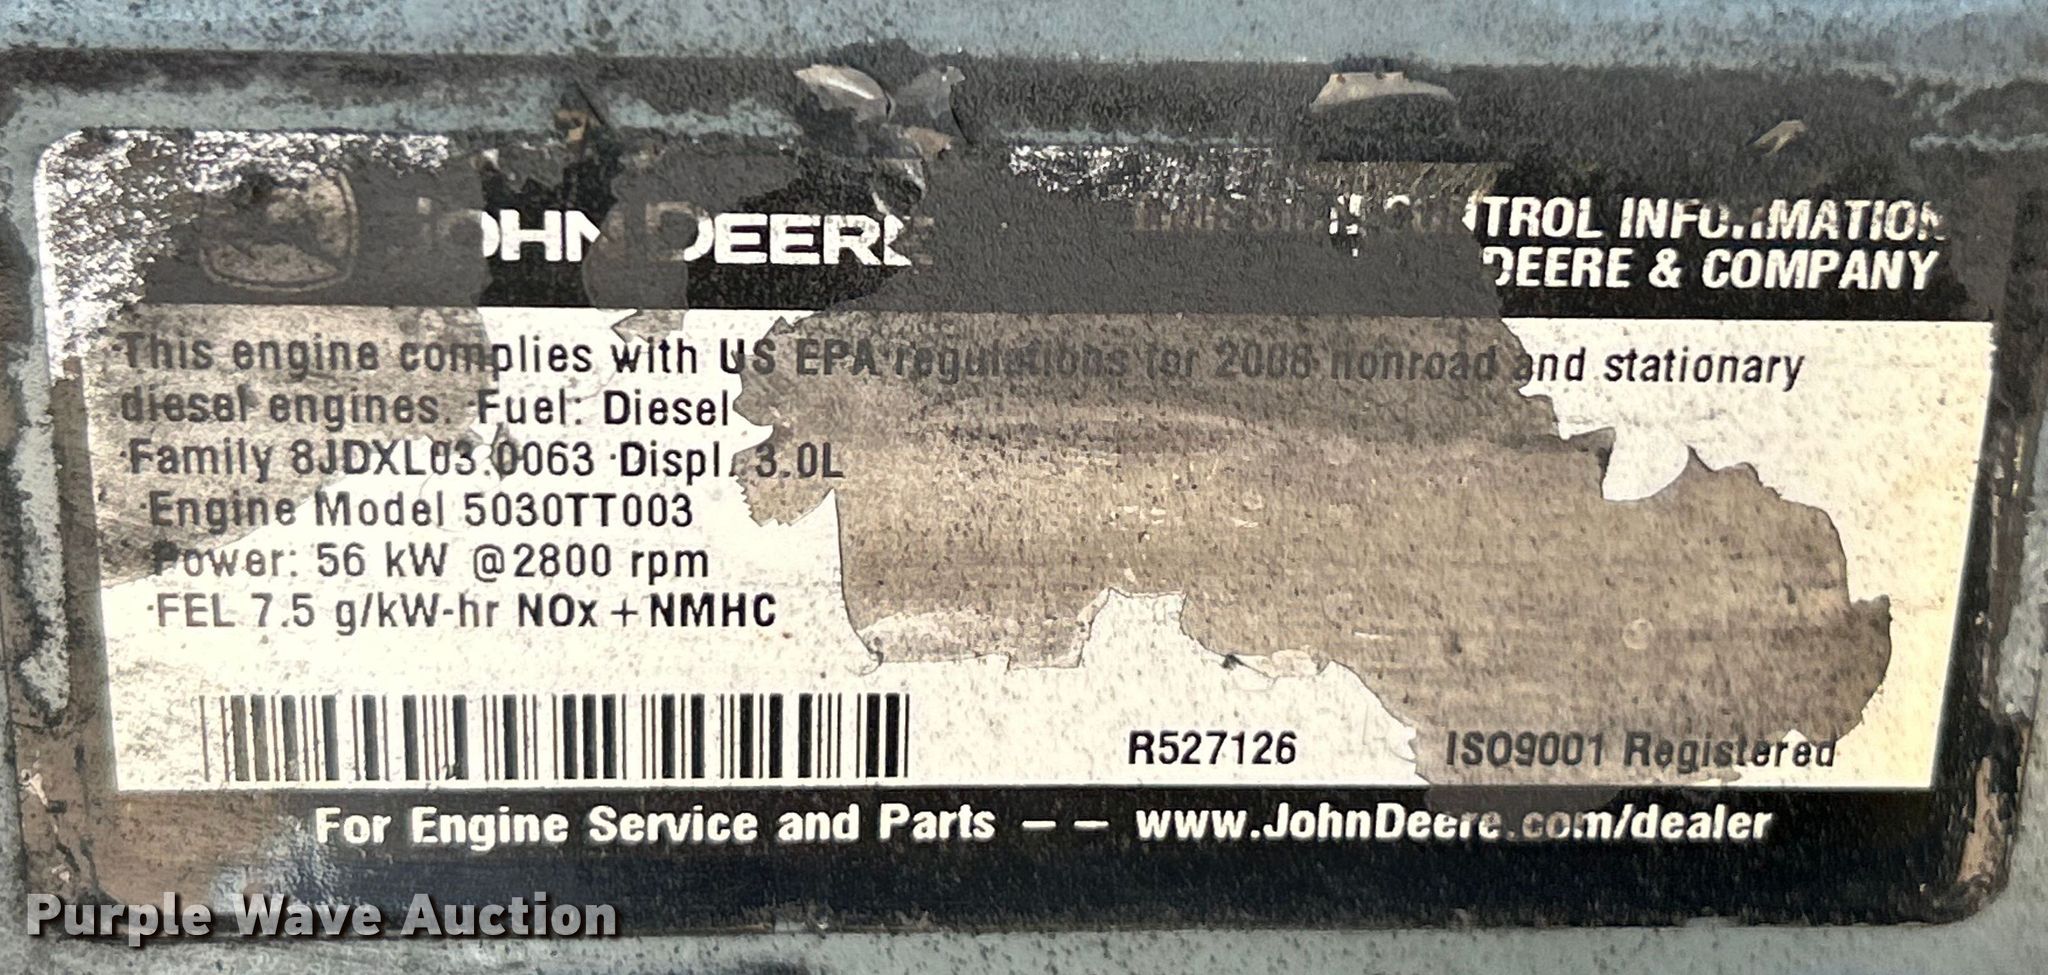 JOHN DEERE
EMISSION CONTROL INFORMATION
DEERE & COMPANY
This engine complies with US EPA regulations for 2008 nonroad and stationary
diesel engines. ·Fuel: Diesel
·Family 8JDXL03.0063 ·Displ. 3.0L
·Engine Model 5030TT003
Power: 56 kW @2800 rpm
·FEL 7.5 g/kW-hr NOx + NMHC
R527126 ISO9001 Registered
For Engine Service and Parts – – www.JohnDeere.com/dealer
Purple Wave Auction